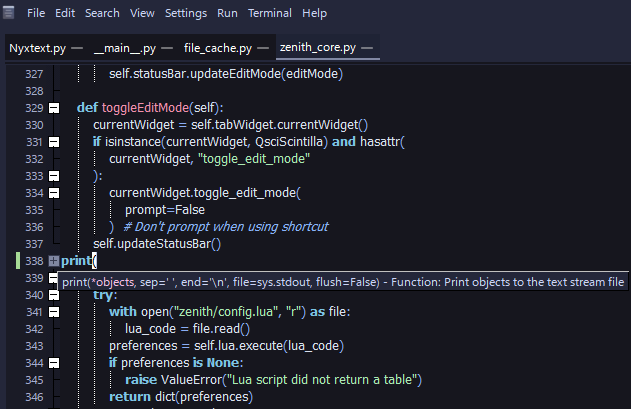 File Edit Search View Settings Run Terminal Help
Nyxtext.py — __main__.py — file_cache.py — zenith_core.py —
327 self.statusBar.updateEditMode(editMode)
328
329 def toggleEditMode(self):
330 currentWidget = self.tabWidget.currentWidget()
331 if isinstance(currentWidget, QsciScintilla) and hasattr(
332 currentWidget, "toggle_edit_mode"
333 ):
334 currentWidget.toggle_edit_mode(
335 prompt=False
336 ) # Don't prompt when using shortcut
337 self.updateStatusBar()
338 print(
339
print(*objects, sep=' ', end='\n', file=sys.stdout, flush=False) - Function: Print objects to the text stream file
340 try:
341 with open("zenith/config.lua", "r") as file:
342 lua_code = file.read()
343 preferences = self.lua.execute(lua_code)
344 if preferences is None:
345 raise ValueError("Lua script did not return a table")
346 return dict(preferences)